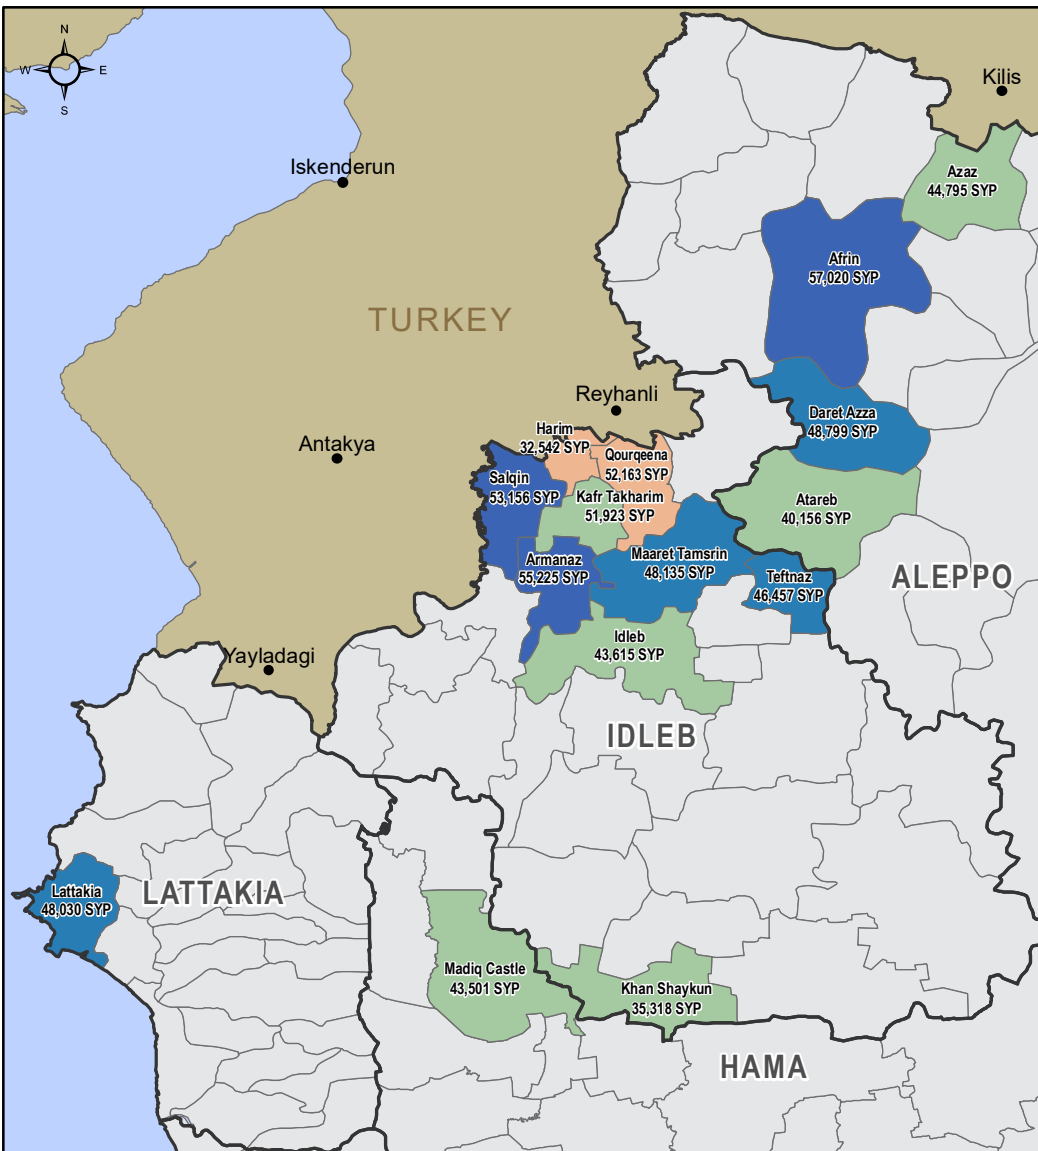 N
W
E
S
Kilis
Iskenderun
Azaz
44,795 SYP
Afrin
57,020 SYP
TURKEY
Reyhanli
Daret Azza
48,799 SYP
Harim
32,542 SYP
Antakya
Qourqeena
52,163 SYP
Salqin
53,156 SYP
Kafr Takharim
51,923 SYP
Atareb
40,156 SYP
Armanaz
55,225 SYP
Maaret Tamsrin
48,135 SYP
Teftnaz
46,457 SYP
ALEPPO
Idleb
43,615 SYP
Yayladagi
IDLEB
Lattakia
48,030 SYP
LATTAKIA
Madiq Castle
43,501 SYP
Khan Shaykun
35,318 SYP
HAMA